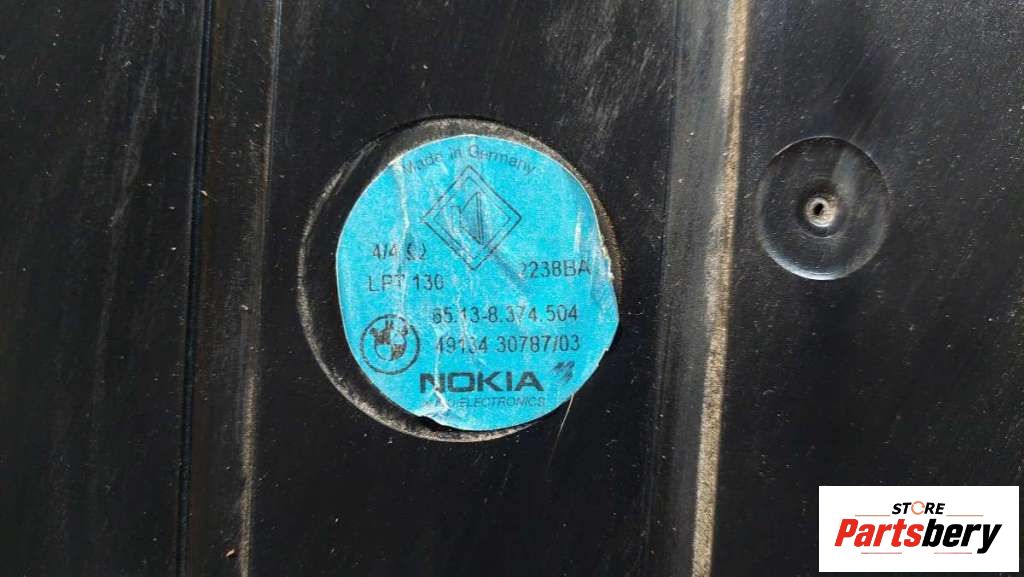 Made in Germany
4/4 Ω
LPT 130
2238BA
65.13-8.374.504
49134 30787/03
NOKIA
ELECTRONICS
STORE
Partsbery